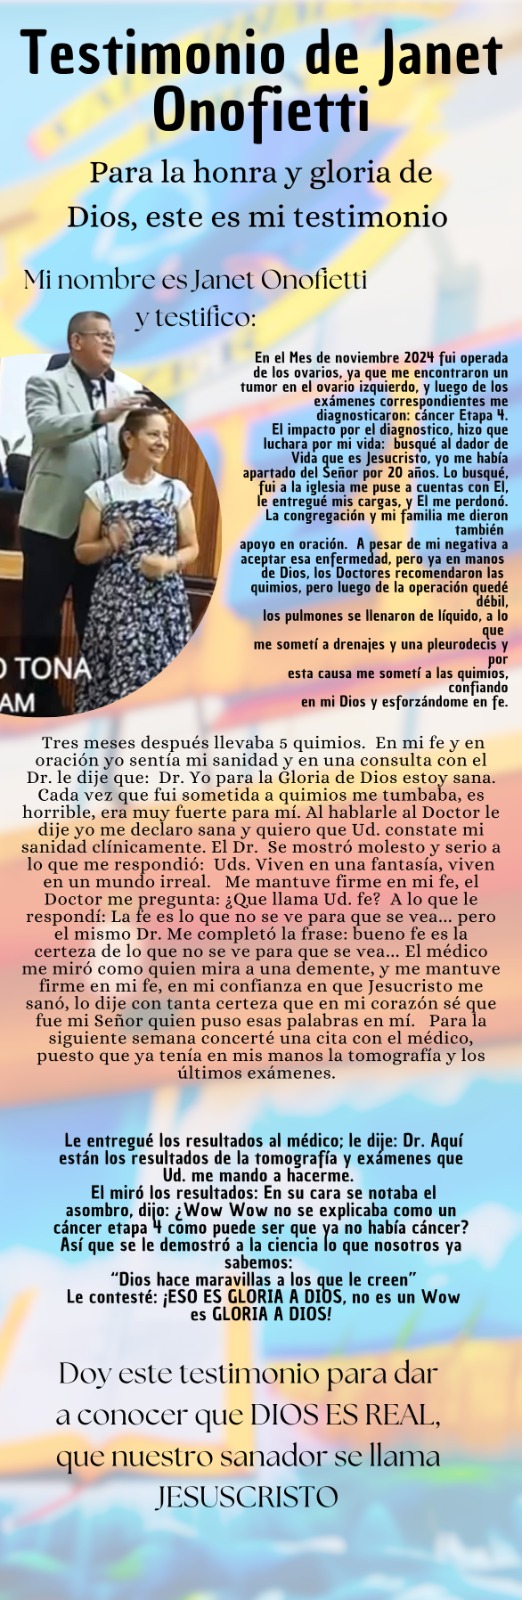 Testimonio de Janet
Onofietti
Para la honra y gloria de
Dios, este es mi testimonio
Mi nombre es Janet Onofietti
y testifico:
En el Mes de noviembre 2024 fui operada
de los ovarios, ya que me encontraron un
tumor en el ovario izquierdo, y luego de los
exámenes correspondientes me
diagnosticaron: cáncer Etapa 4.
El impacto por el diagnostico, hizo que
luchara por mi vida: busqué al dador de
Vida que es Jesucristo, yo me había
apartado del Señor por 20 años. Lo busqué,
fui a la iglesia me puse a cuentas con El,
le entregué mis cargas, y El me perdonó.
La congregación y mi familia me dieron
también
apoyo en oración. A pesar de mi negativa a
aceptar esa enfermedad, pero ya en manos
de Dios, los Doctores recomendaron las
quimios, pero luego de la operación quedé
débil,
los pulmones se llenaron de líquido, a lo
que
me sometí a drenajes y una pleurodecis y
por
esta causa me sometí a las quimios,
confiando
en mi Dios y esforzándome en fe.
O TONA
AM
Tres meses después llevaba 5 quimios. En mi fe y en
oración yo sentía mi sanidad y en una consulta con el
Dr. le dije que: Dr. Yo para la Gloria de Dios estoy sana.
Cada vez que fui sometida a quimios me tumbaba, es
horrible, era muy fuerte para mí. Al hablarle al Doctor le
dije yo me declaro sana y quiero que Ud. constate mi
sanidad clínicamente. El Dr. Se mostró molesto y serio a
lo que me respondió: Uds. Viven en una fantasía, viven
en un mundo irreal. Me mantuve firme en mi fe, el
Doctor me pregunta: ¿Que llama Ud. fe? A lo que le
respondí: La fe es lo que no se ve para que se vea... pero
el mismo Dr. Me completó la frase: bueno fe es la
certeza de lo que no se ve para que se vea... El médico
me miró como quien mira a una demente, y me mantuve
firme en mi fe, en mi confianza en que Jesucristo me
sanó, lo dije con tanta certeza que en mi corazón sé que
fue mi Señor quien puso esas palabras en mí. Para la
siguiente semana concerté una cita con el médico,
puesto que ya tenía en mis manos la tomografía y los
últimos exámenes.
Le entregué los resultados al médico; le dije: Dr. Aquí
están los resultados de la tomografía y exámenes que
Ud. me mando a hacerme.
El miró los resultados: En su cara se notaba el
asombro, dijo: ¿Wow Wow no se explicaba como un
cáncer etapa 4 como puede ser que ya no había cáncer?
Así que se le demostró a la ciencia lo que nosotros ya
sabemos:
“Dios hace maravillas a los que le creen”
Le contesté: ¡ESO ES GLORIA A DIOS, no es un Wow
es GLORIA A DIOS!
Doy este testimonio para dar
a conocer que DIOS ES REAL,
que nuestro sanador se llama
JESUSCRISTO